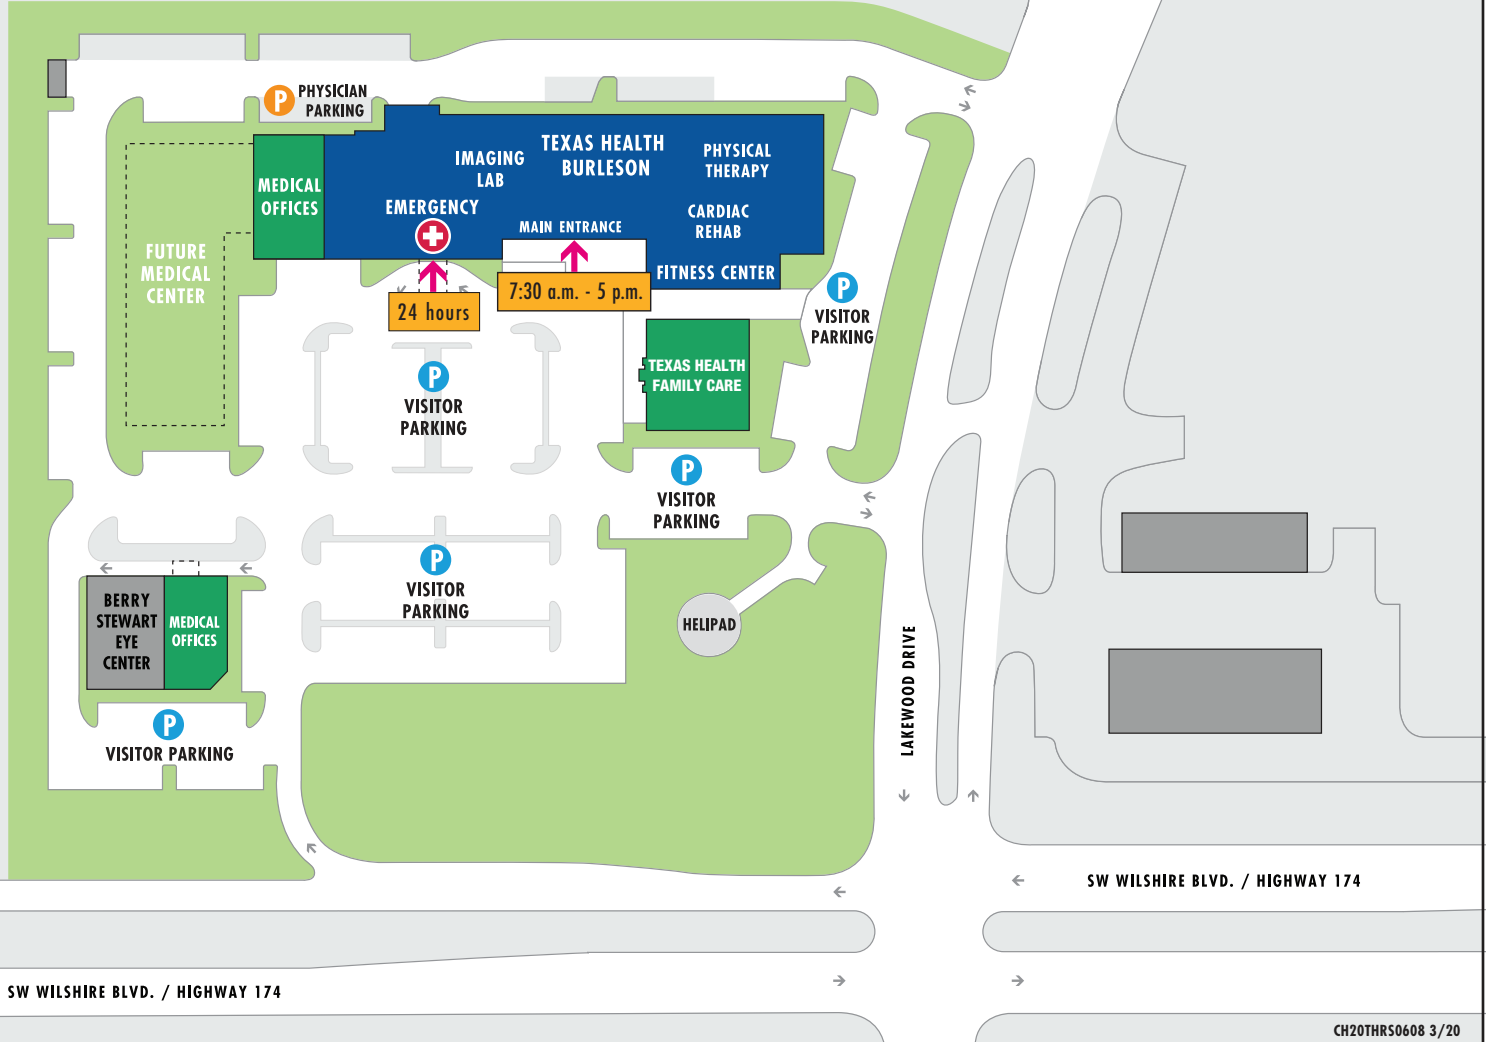 P
PHYSICIAN
PARKING
TEXAS HEALTH
BURLESON
IMAGING
LAB
PHYSICAL
THERAPY
MEDICAL
OFFICES
EMERGENCY
MAIN ENTRANCE
CARDIAC
REHAB
FUTURE
MEDICAL
CENTER
FITNESS CENTER
24 hours
7:30 a.m. - 5 p.m.
P
VISITOR
PARKING
TEXAS HEALTH
FAMILY CARE
P
VISITOR
PARKING
P
VISITOR
PARKING
P
VISITOR
PARKING
BERRY
STEWART
EYE
CENTER
MEDICAL
OFFICES
HELIPAD
LAKEWOOD DRIVE
P
VISITOR PARKING
SW WILSHIRE BLVD. / HIGHWAY 174
SW WILSHIRE BLVD. / HIGHWAY 174
CH20THRS0608 3/20